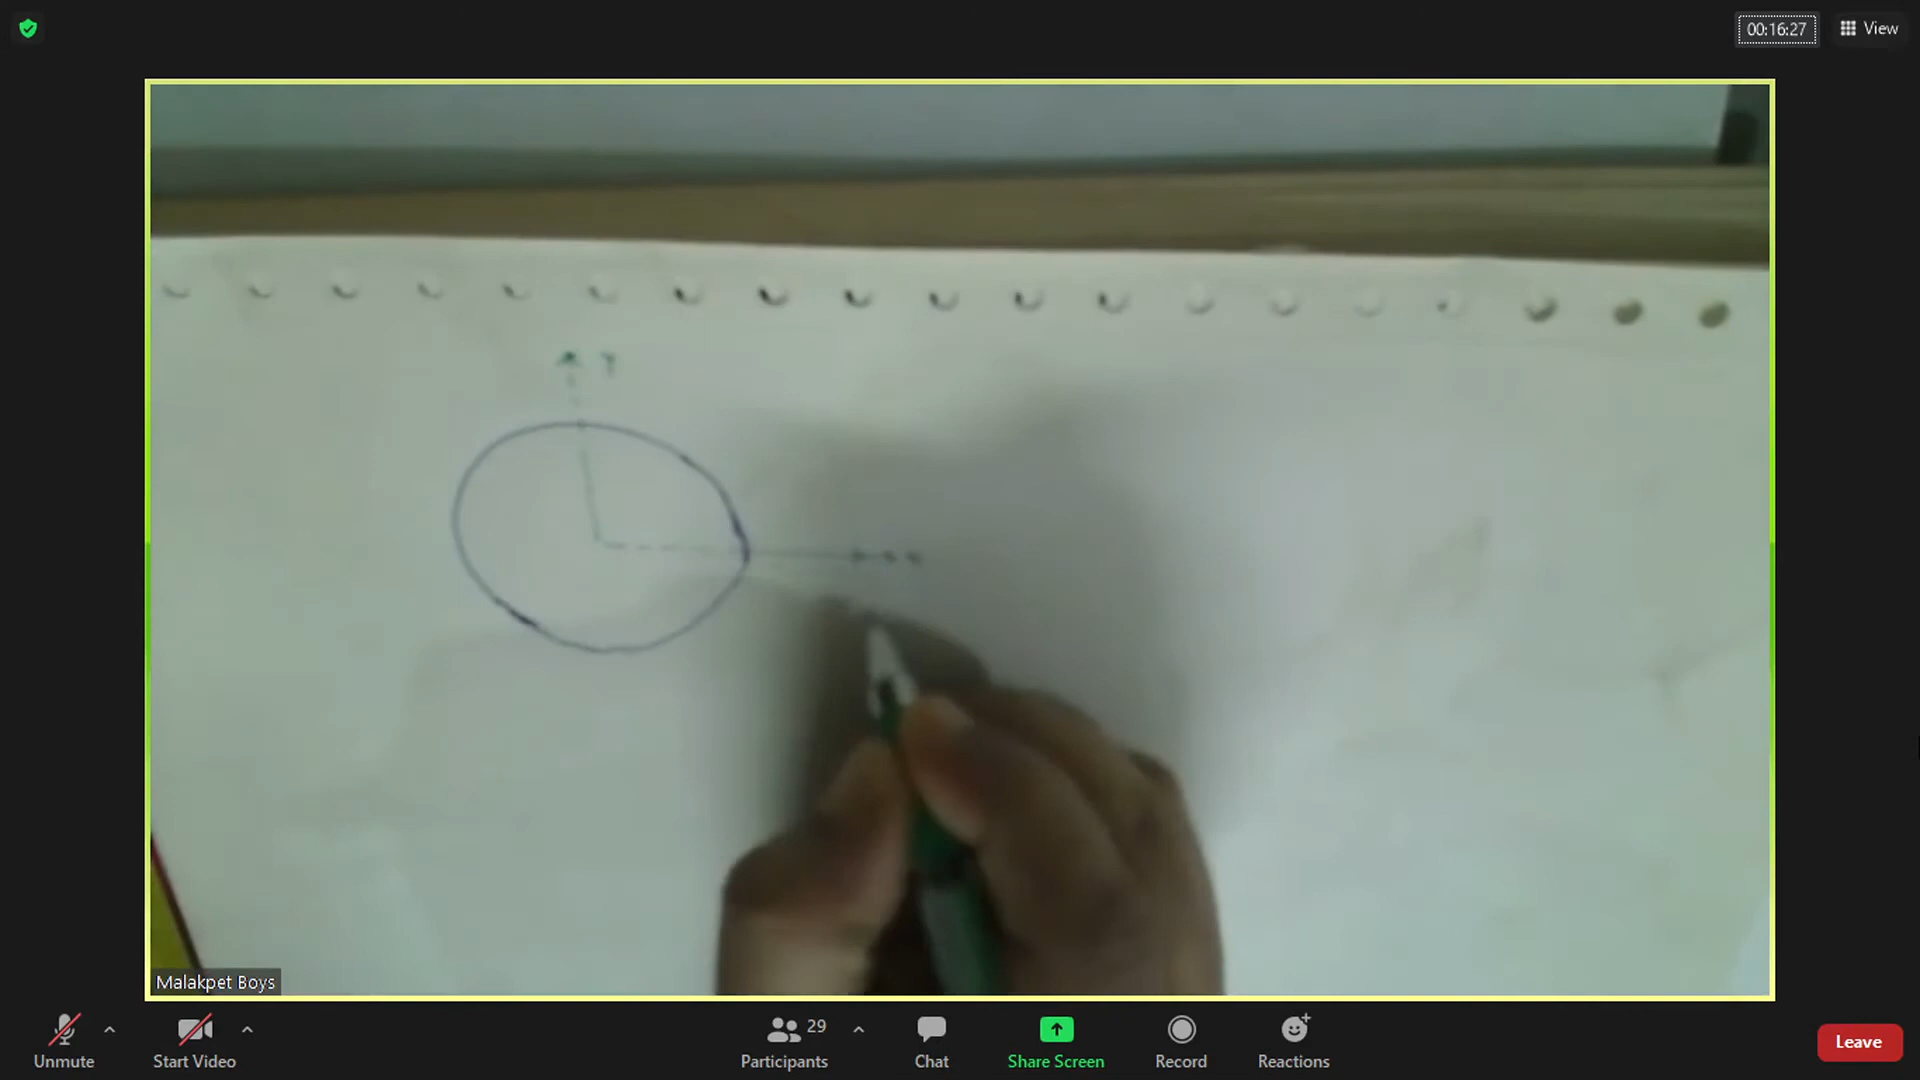 00:16:27
View
Malakpet Boys
Unmute
Start Video
29
Participants
Chat
Share Screen
Record
Reactions
Leave